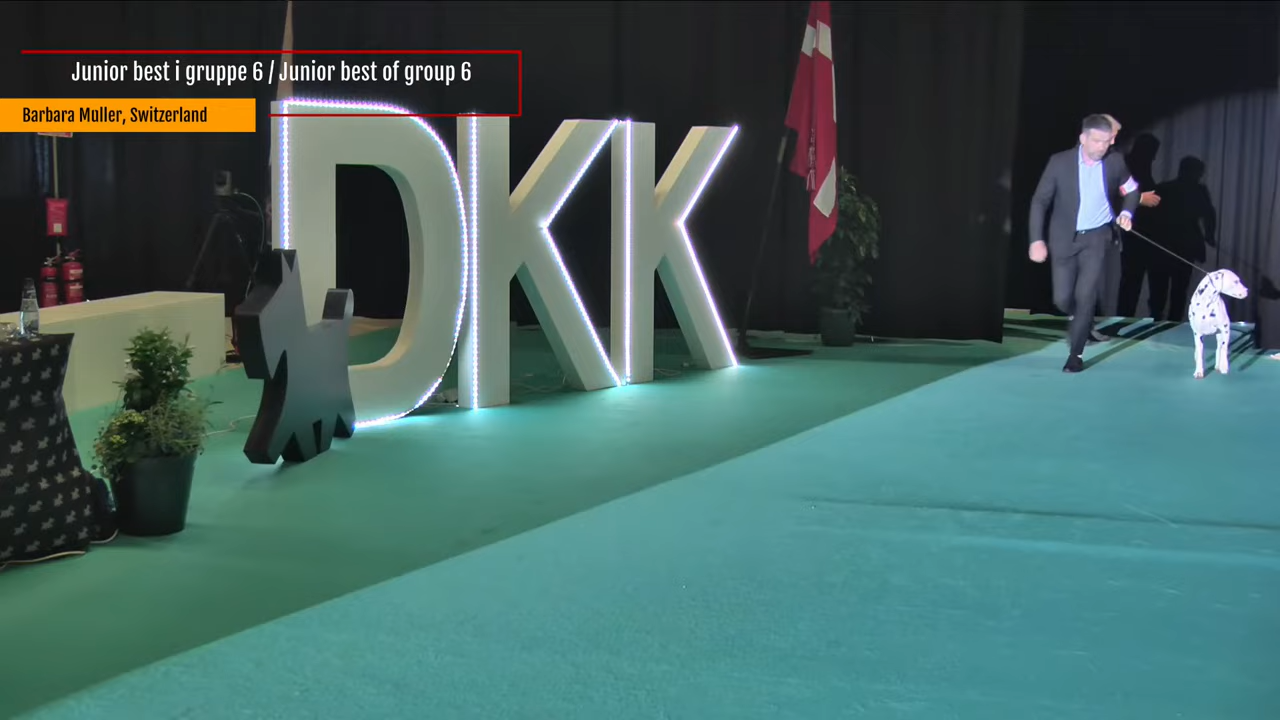 Junior best i gruppe 6 / Junior best of group 6
Barbara Muller, Switzerland
DKK